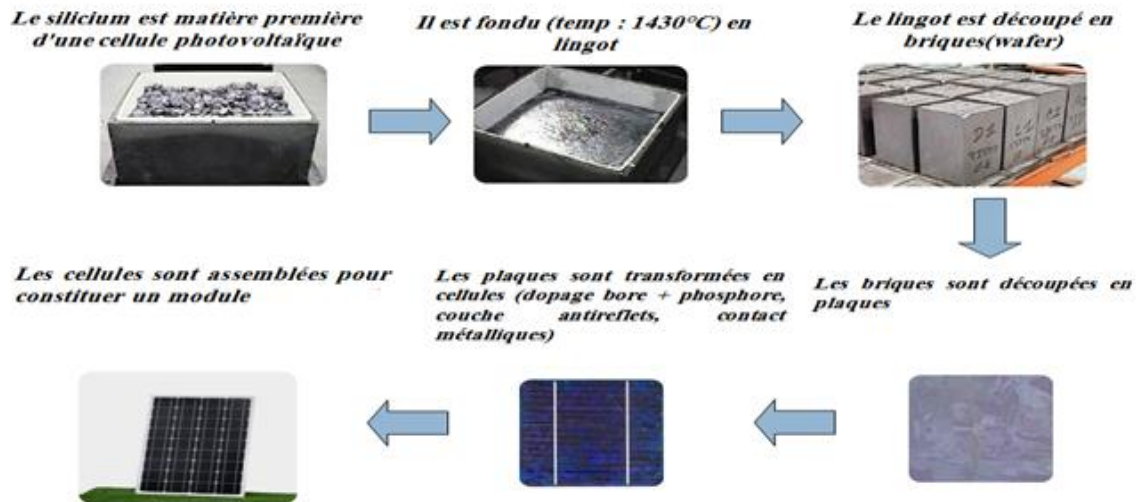 Le silicium est matière première
d'une cellule photovoltaïque
Il est fondu (temp : 1430°C) en
lingot
Le lingot est découpé en
briques(wafer)
Les briques sont découpées en
plaques
Les plaques sont transformées en
cellules (dopage bore + phosphore,
couche antireflets, contact
métalliques)
Les cellules sont assemblées pour
constituer un module